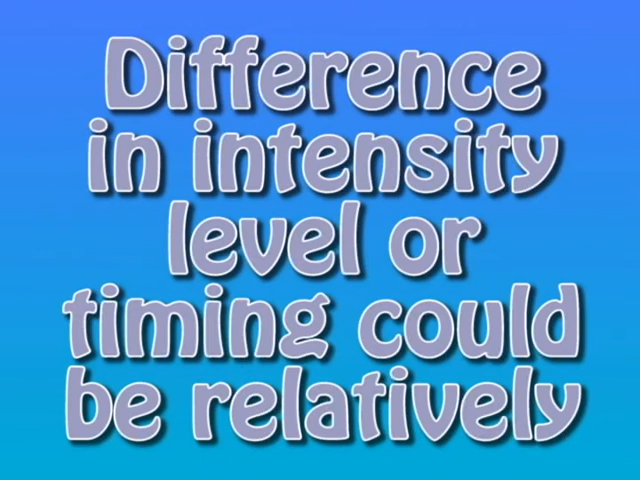 Difference
in intensity
level or
timing could
be relatively